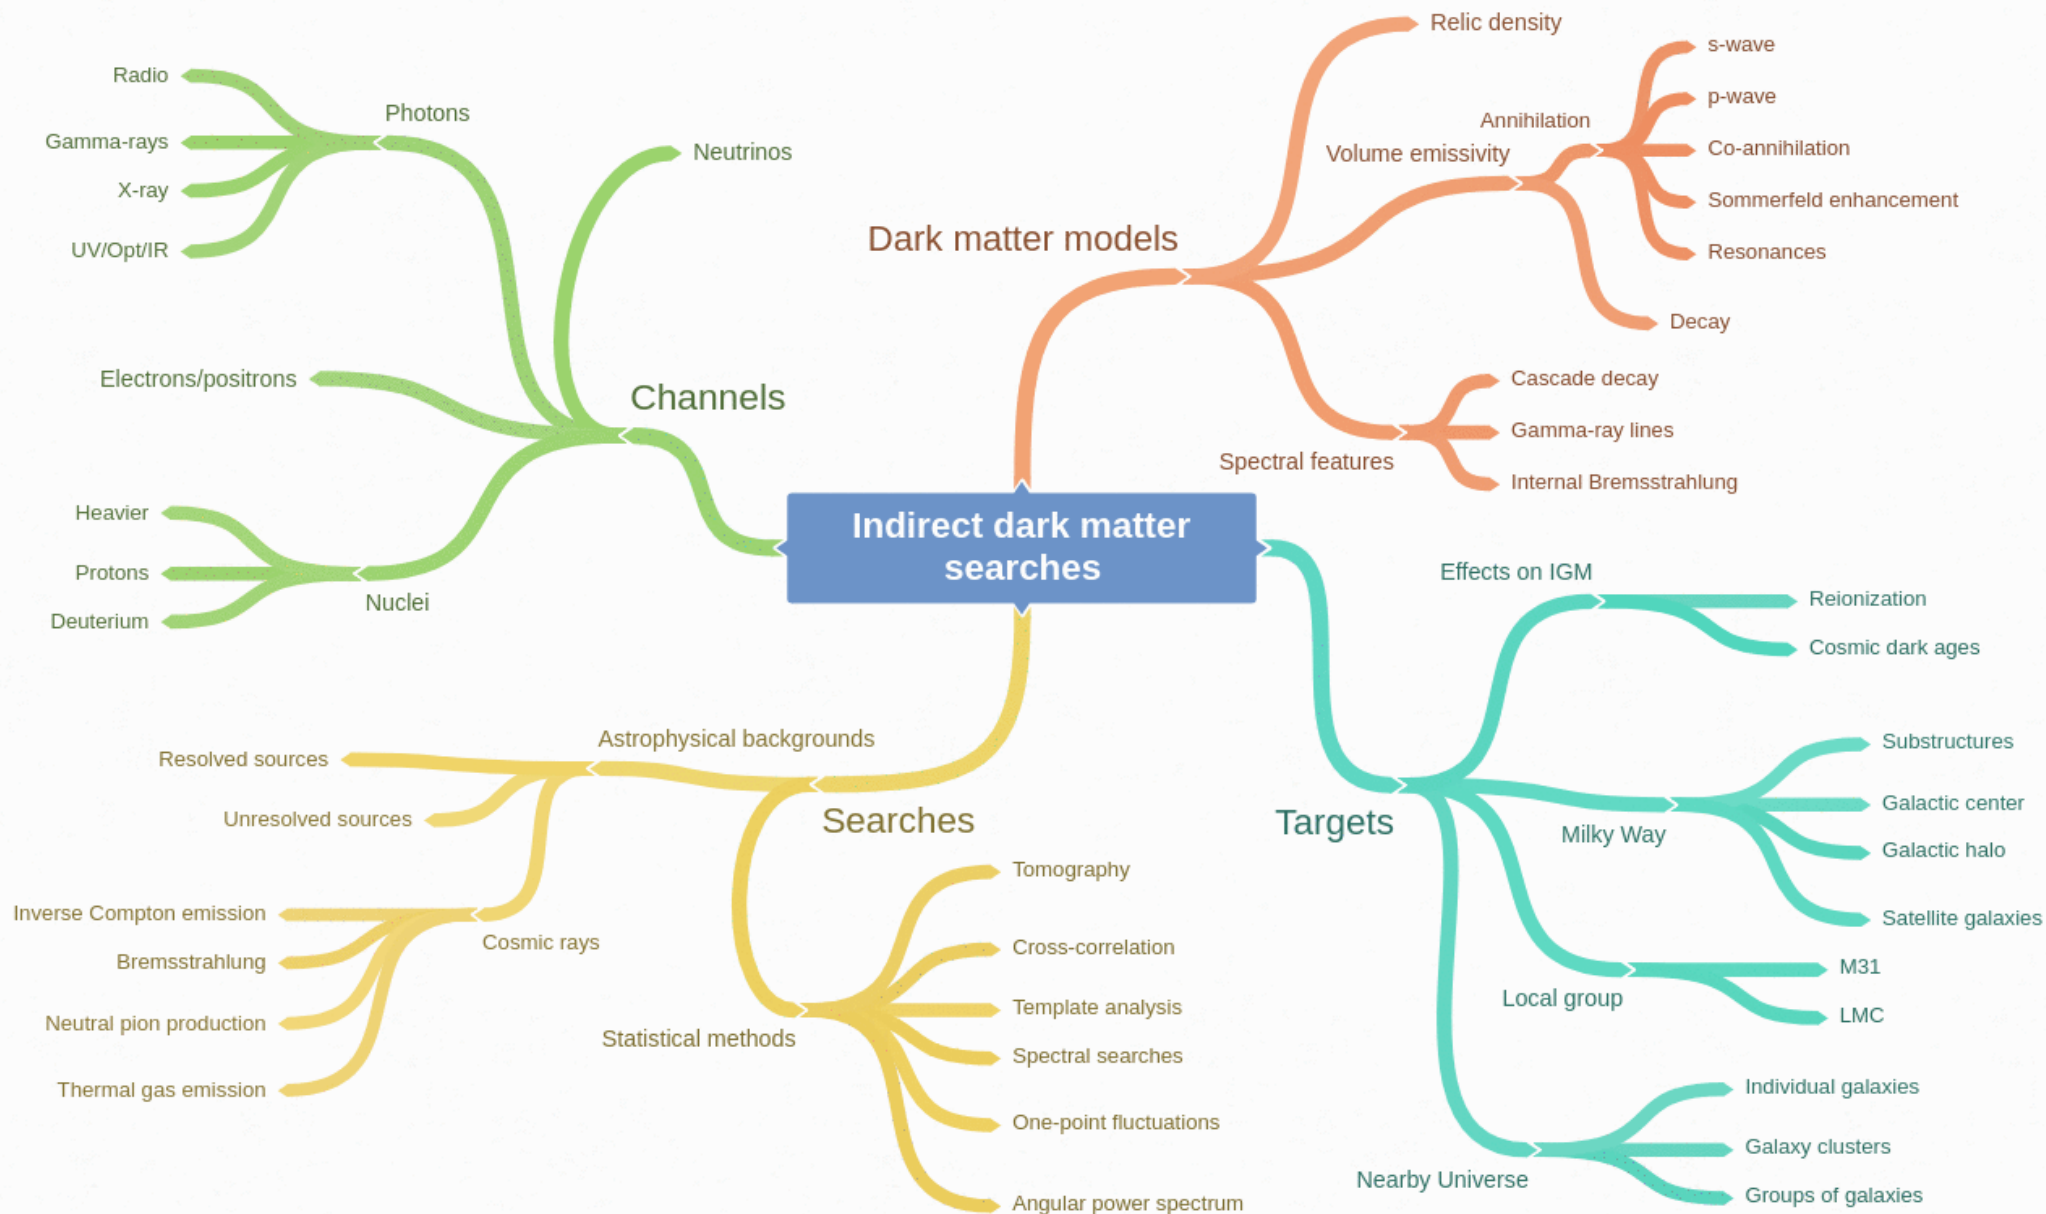 Indirect dark matter
searches
Channels
Photons
Radio
Gamma-rays
X-ray
UV/Opt/IR
Neutrinos
Electrons/positrons
Nuclei
Heavier
Protons
Deuterium
Dark matter models
Relic density
Volume emissivity
Annihilation
s-wave
p-wave
Co-annihilation
Sommerfeld enhancement
Resonances
Decay
Spectral features
Cascade decay
Gamma-ray lines
Internal Bremsstrahlung
Searches
Astrophysical backgrounds
Resolved sources
Unresolved sources
Cosmic rays
Inverse Compton emission
Bremsstrahlung
Neutral pion production
Thermal gas emission
Statistical methods
Tomography
Cross-correlation
Template analysis
Spectral searches
One-point fluctuations
Angular power spectrum
Targets
Effects on IGM
Reionization
Cosmic dark ages
Milky Way
Substructures
Galactic center
Galactic halo
Satellite galaxies
Local group
M31
LMC
Nearby Universe
Individual galaxies
Galaxy clusters
Groups of galaxies